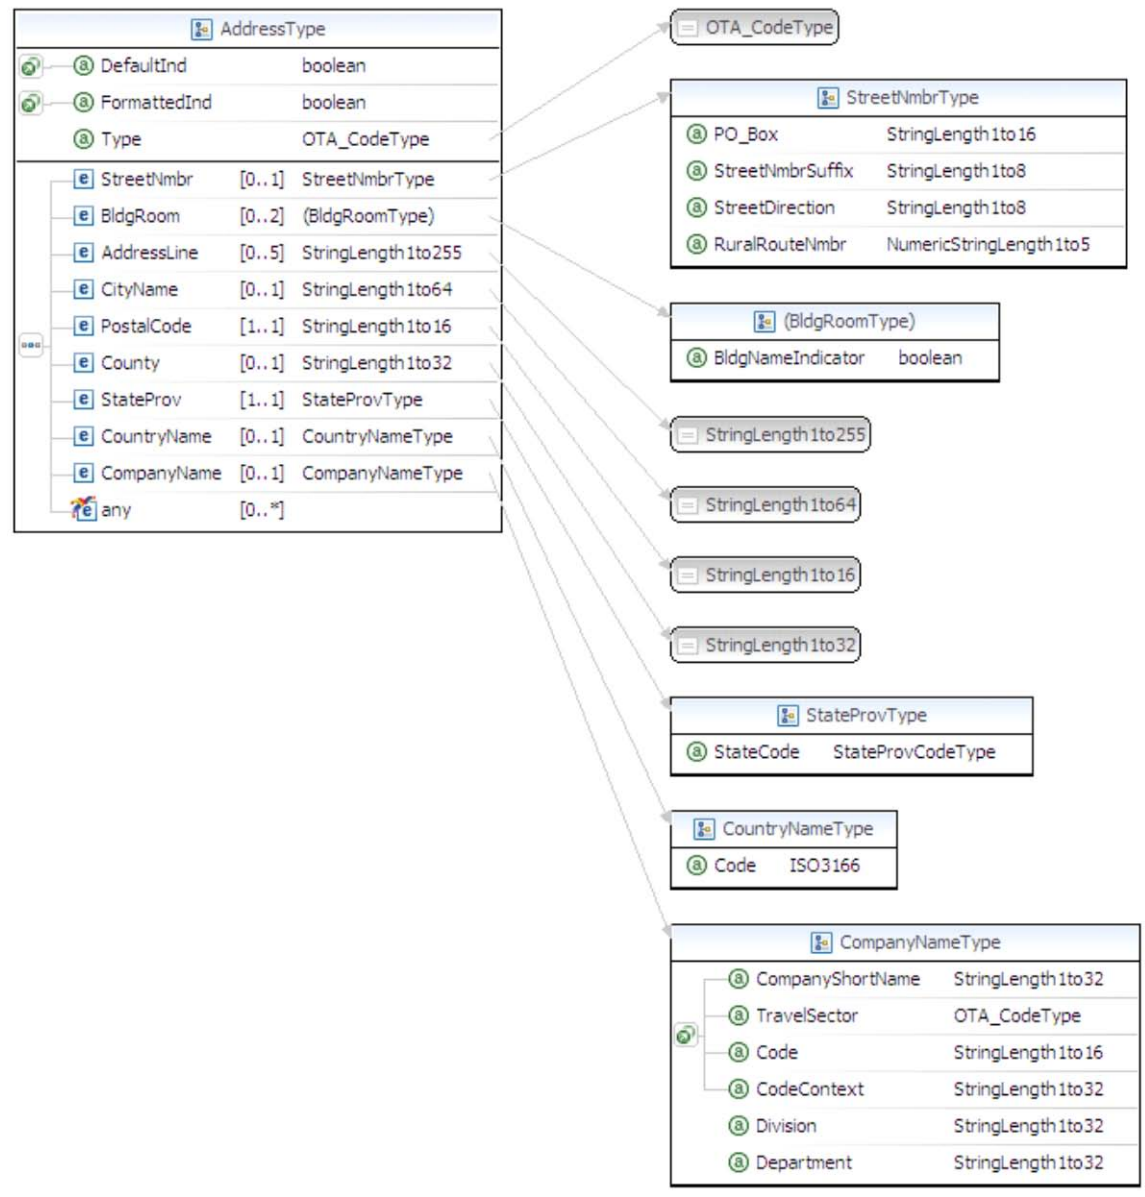 AddressType
DefaultInd boolean
FormattedInd boolean
Type OTA_CodeType
StreetNmbr [0..1] StreetNmbrType
BldgRoom [0..2] (BldgRoomType)
AddressLine [0..5] StringLength1to255
CityName [0..1] StringLength1to64
PostalCode [1..1] StringLength1to16
County [0..1] StringLength1to32
StateProv [1..1] StateProvType
CountryName [0..1] CountryNameType
CompanyName [0..1] CompanyNameType
any [0..*]
OTA_CodeType
StreetNmbrType
PO_Box StringLength1to16
StreetNmbrSuffix StringLength1to8
StreetDirection StringLength1to8
RuralRouteNmbr NumericStringLength1to5
(BldgRoomType)
BldgNameIndicator boolean
StringLength1to255
StringLength1to64
StringLength1to16
StringLength1to32
StateProvType
StateCode StateProvCodeType
CountryNameType
Code ISO3166
CompanyNameType
CompanyShortName StringLength1to32
TravelSector OTA_CodeType
Code StringLength1to16
CodeContext StringLength1to32
Division StringLength1to32
Department StringLength1to32